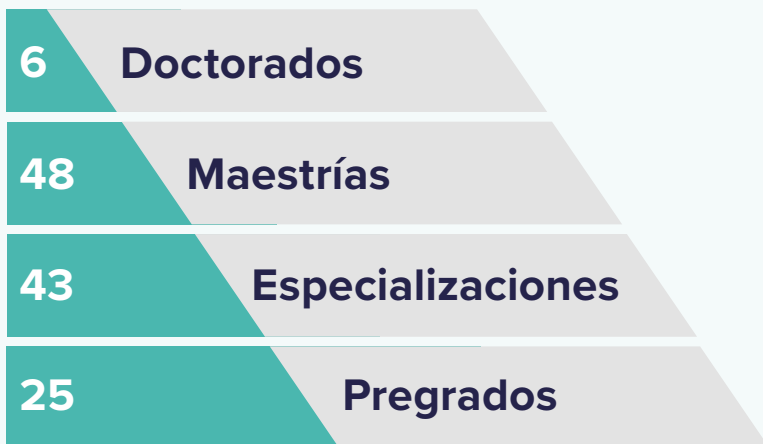 6 Doctorados
48 Maestrías
43 Especializaciones
25 Pregrados